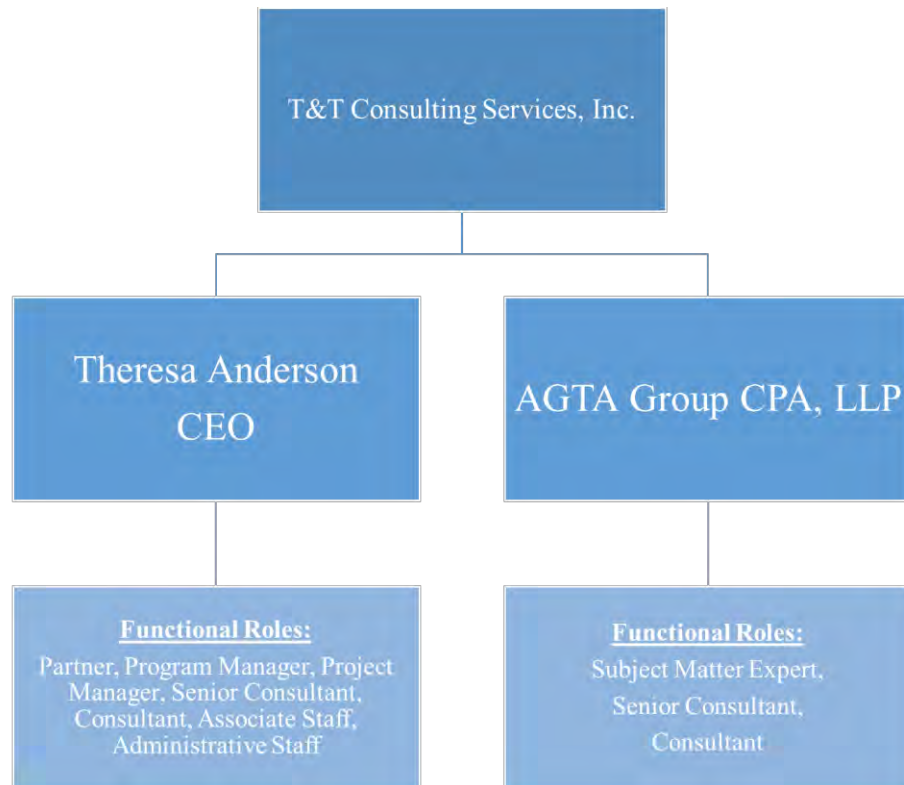 T&T Consulting Services, Inc.
Theresa Anderson
CEO
AGTA Group CPA, LLP
Functional Roles:
Partner, Program Manager, Project
Manager, Senior Consultant,
Consultant, Associate Staff,
Administrative Staff
Functional Roles:
Subject Matter Expert,
Senior Consultant,
Consultant